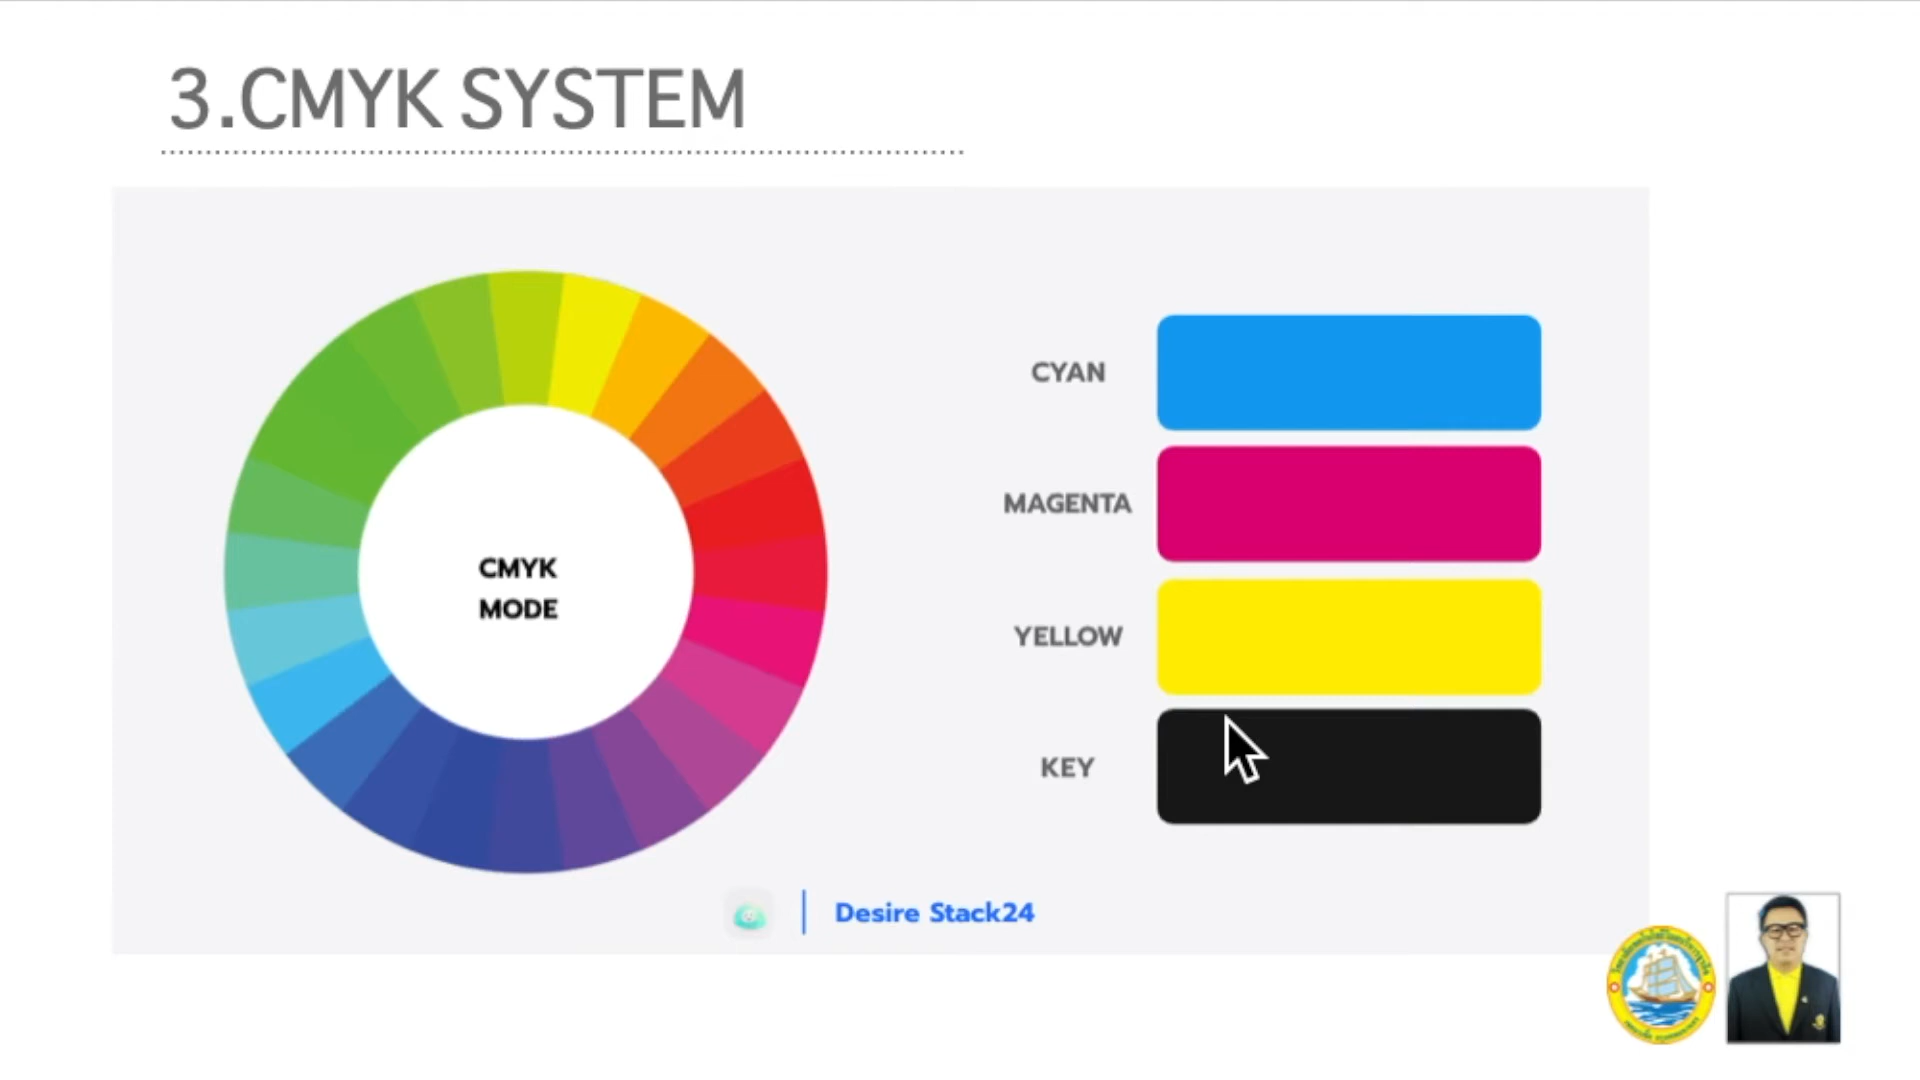 3.CMYK SYSTEM
CMYK
MODE
CYAN
MAGENTA
YELLOW
KEY
Desire Stack24